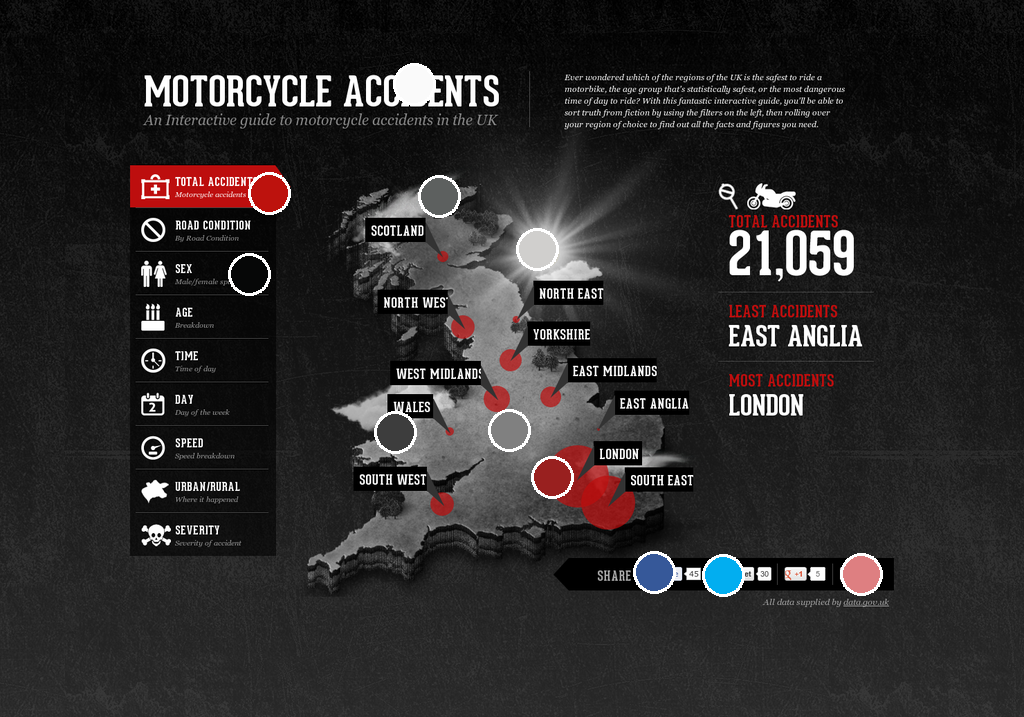 MOTORCYCLE ACCIDENTS
An Interactive guide to motorcycle accidents in the UK
Ever wondered which of the regions of the UK is the safest to ride a
motorbike, the age group that's statistically safest, or the most dangerous
time of day to ride? With this fantastic interactive guide, you'll be able to
sort truth from fiction by using the filters on the left, then rolling over
your region of choice to find out all the facts and figures you need.
TOTAL ACCIDENTS
Motorcycle accidents
ROAD CONDITION
By Road Condition
SEX
Male/female
AGE
Breakdown
TIME
Time of day
2
DAY
Day of the week
SPEED
Speed breakdown
URBAN/RURAL
Where it happened
SEVERITY
Severity of accident
SCOTLAND
NORTH EAST
NORTH WEST
YORKSHIRE
WEST MIDLANDS
EAST MIDLANDS
WALES
EAST ANGLIA
LONDON
SOUTH WEST
SOUTH EAST
TOTAL ACCIDENTS
21,059
LEAST ACCIDENTS
EAST ANGLIA
MOST ACCIDENTS
LONDON
SHARE 45 30 +1 5
All data supplied by data.gov.uk